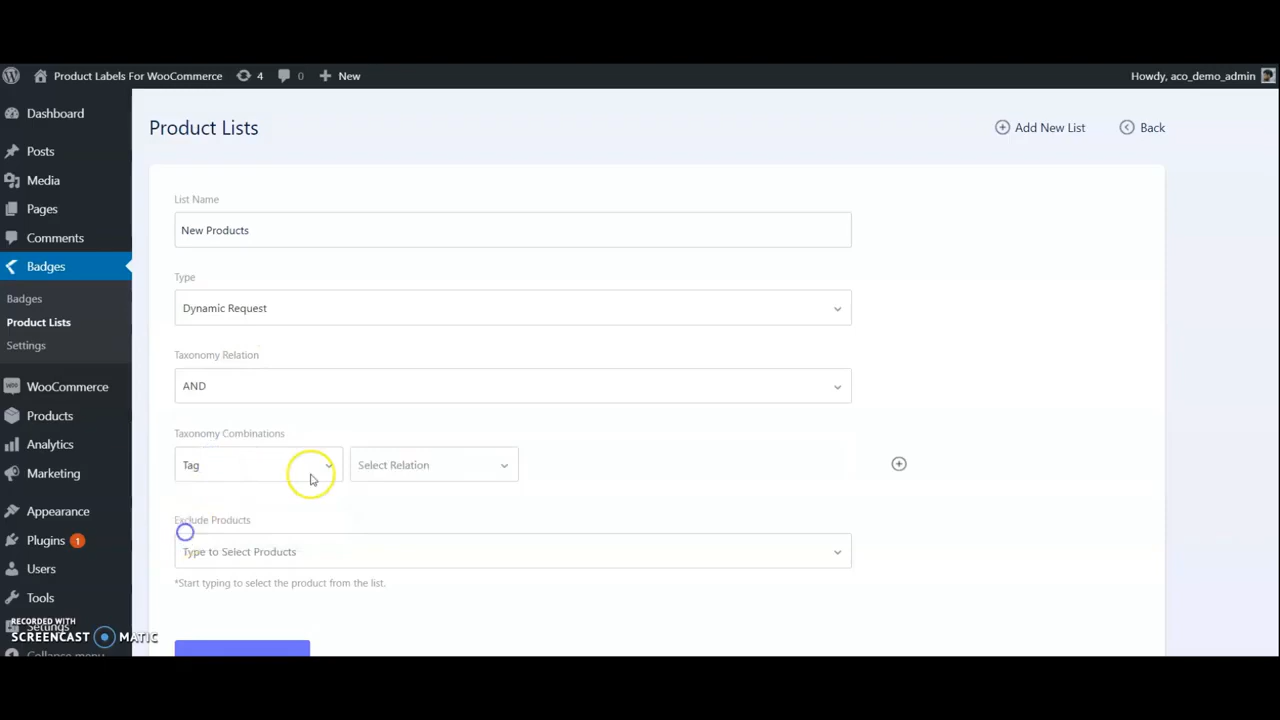 Product Labels For WooCommerce
4
0
New
Howdy, aco_demo_admin
Dashboard
Posts
Media
Pages
Comments
Badges
Badges
Product Lists
Settings
WooCommerce
Products
Analytics
Marketing
Appearance
Plugins 1
Users
Tools
Settings
Collapse menu
RECORDED WITH
SCREENCAST MATIC
Product Lists
Add New List
Back
List Name
New Products
Type
Dynamic Request
Taxonomy Relation
AND
Taxonomy Combinations
Tag
Select Relation
Exclude Products
Type to Select Products
*Start typing to select the product from the list.